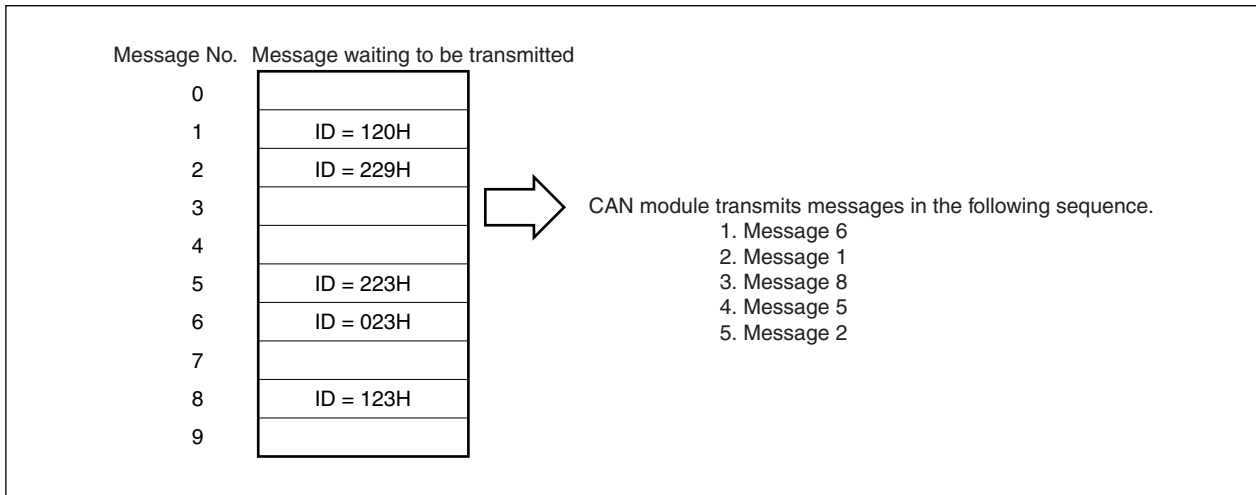 Message No. Message waiting to be transmitted
0
1 ID = 120H
2 ID = 229H
3
4
5 ID = 223H
6 ID = 023H
7
8 ID = 123H
9
CAN module transmits messages in the following sequence.
1. Message 6
2. Message 1
3. Message 8
4. Message 5
5. Message 2